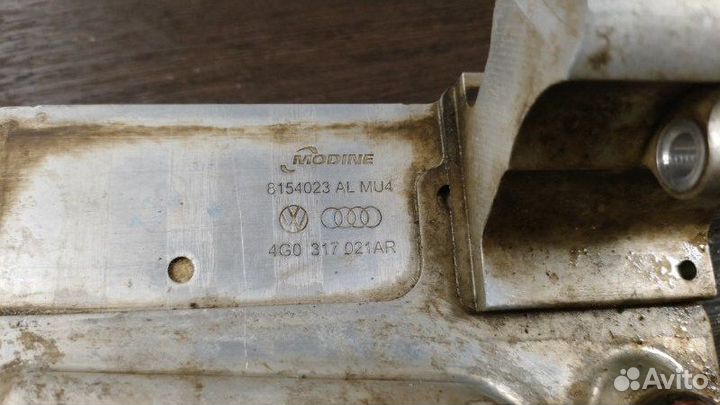 MODINE
8154023 AL MU4
4G0 317 021AR
Avito